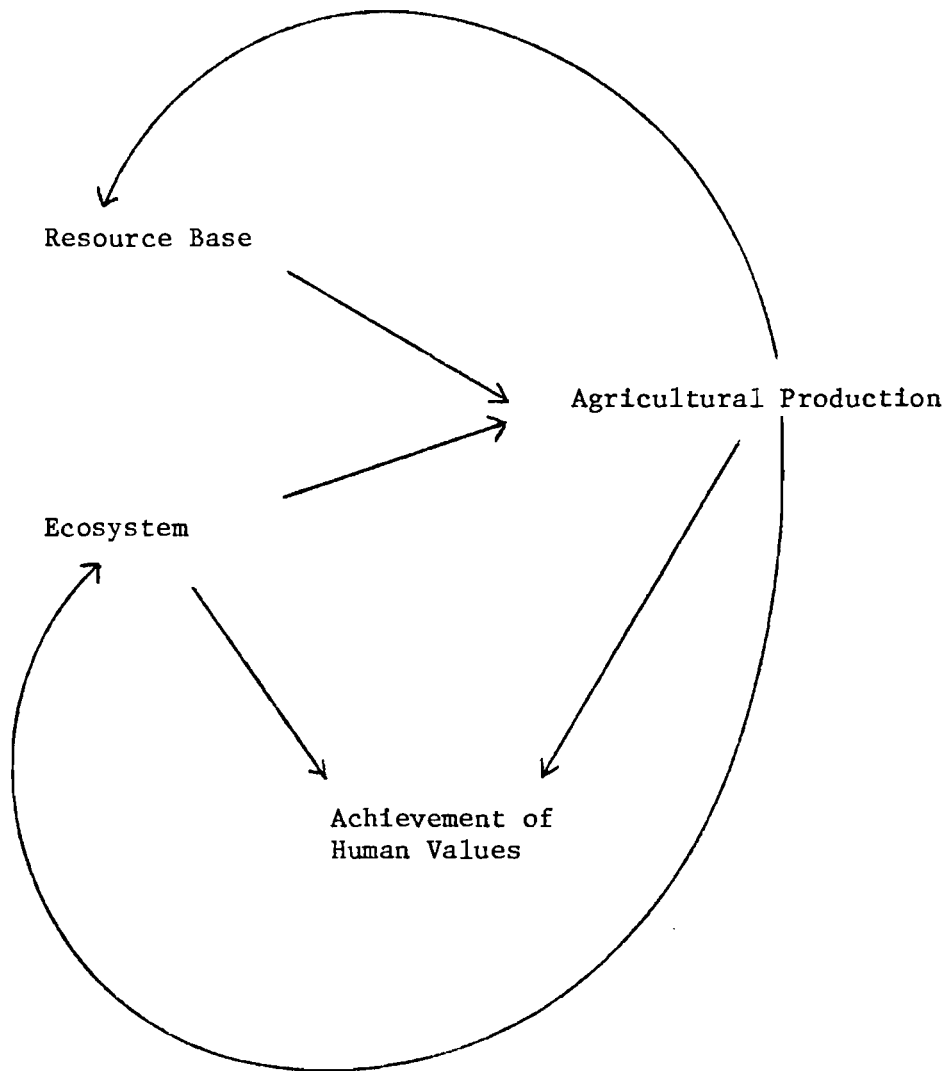 Resource Base
Agricultural Production
Ecosystem
Achievement of
Human Values